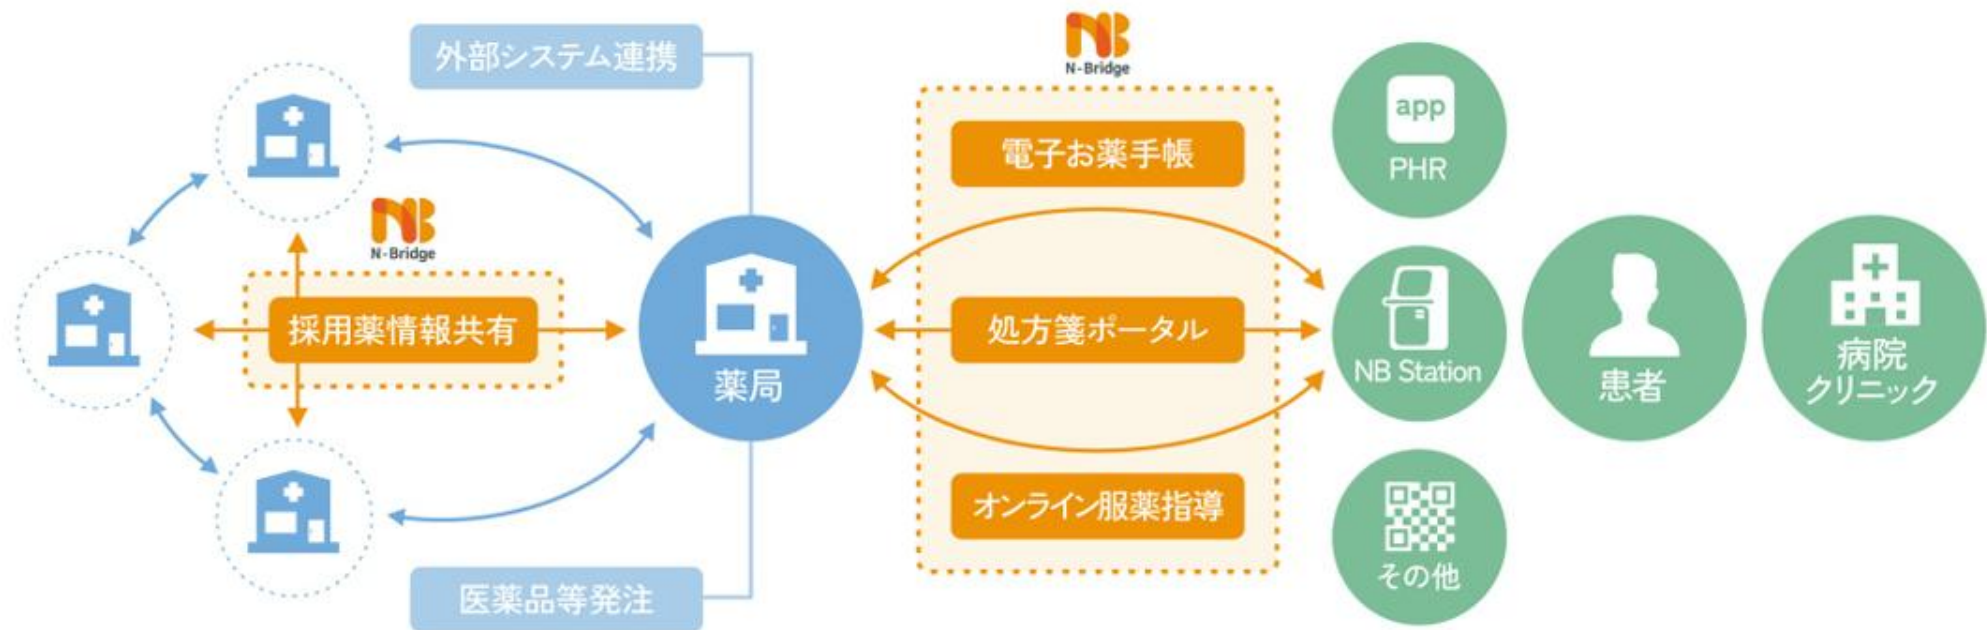 外部システム連携
NB
N-Bridge
採用薬情報共有
薬局
医薬品等発注
NB
N-Bridge
電子お薬手帳
処方箋ポータル
オンライン服薬指導
app
PHR
NB Station
その他
患者
病院
クリニック